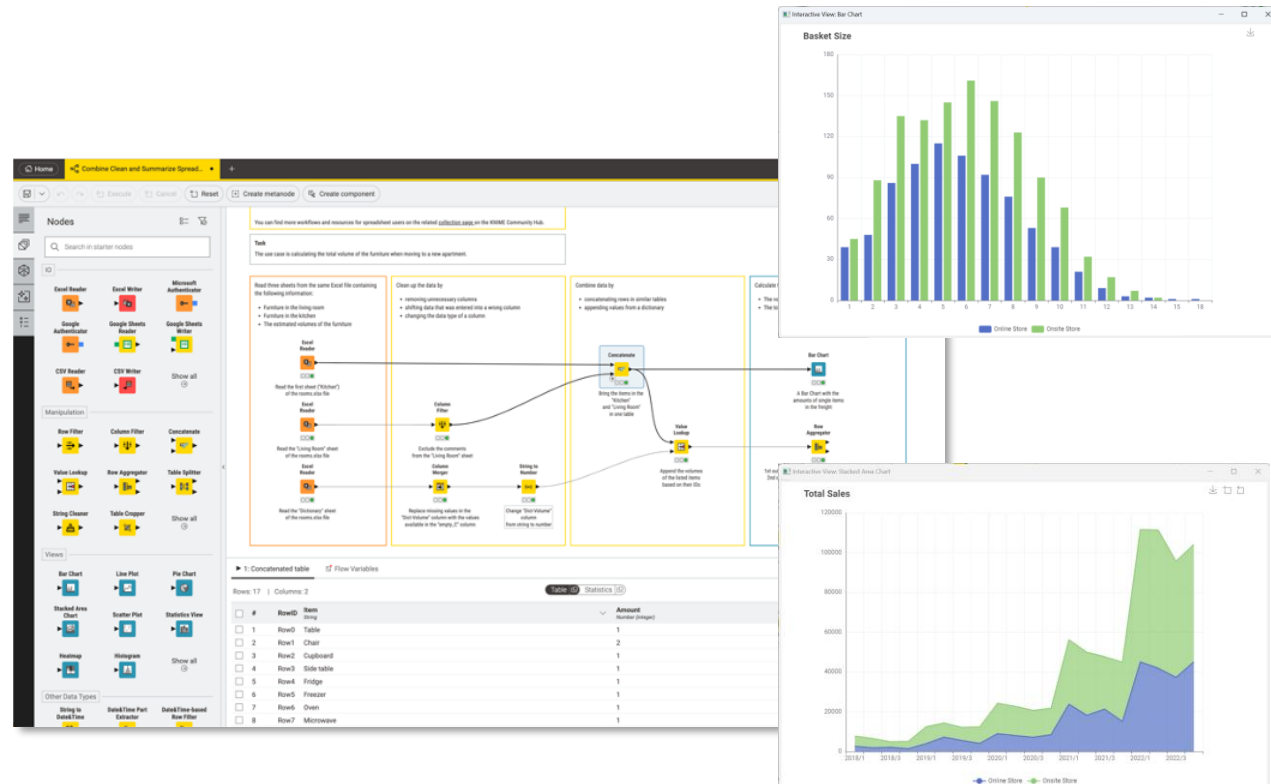 Interactive View: Bar Chart
Basket Size
180
150
120
90
60
30
0
1 2 3 4 5 6 7 8 9 10 11 12 13 14 15 16
Online Store Onsite Store
Home
Combine Clean and Summarize Spread...
Execute
Cancel
Reset
Create metanode
Create component
Nodes
Search in starter nodes
IO
Excel Reader
Excel Writer
Microsoft
Authenticator
Google
Authenticator
Google Sheets
Reader
Google Sheets
Writer
CSV Reader
CSV Writer
Show all
Manipulation
Row Filter
Column Filter
Concatenate
Value Lookup
Row Aggregator
Table Splitter
String Cleaner
Table Cropper
Show all
Views
Bar Chart
Line Plot
Pie Chart
Stacked Area
Chart
Scatter Plot
Statistics View
Heatmap
Histogram
Show all
Other Data Types
String to
Date&Time
Date&Time Part
Extractor
Date&Time-based
Row Filter
You can find more workflows and resources for spreadsheet users on the related collection page on the KNIME Community Hub.
Task
The use case is calculating the total volume of the furniture when moving to a new apartment.
Read three sheets from the same Excel file containing
the following information:
• Furniture in the living room
• Furniture in the kitchen
• The estimated volumes of the furniture
Clean up the data by
• removing unnecessary columns
• shifting data that was entered into a wrong column
• changing the data type of a column
Combine data by
• concatenating rows in similar tables
• appending values from a dictionary
Calculate
• The
• The
Excel
Reader
Read the first sheet ("Kitchen")
of the rooms.xlsx file
Excel
Reader
Read the "Living Room" sheet
of the rooms.xlsx file
Excel
Reader
Read the "Dictionary" sheet
of the rooms.xlsx file
Column
Filter
Exclude the comments
from the "Living Room" sheet
Column
Merger
Replace missing values in the
"Dict-Volume" column with the values
available in the "empty_C" column
String to
Number
Change "Dict-Volume"
column
from string to number
Concatenate
Bring the items in the
"Kitchen"
and "Living Room"
in one table
Value
Lookup
Append the volumes
of the listed items
based on their IDs
Bar Chart
A Bar Chart with the
amounts of single items
in the freight
Row
Aggregator
1: Concatenated table
Flow Variables
Rows: 17 | Columns: 2
Table
Statistics
# RowID Item Amount
String Number (Integer)
1 Row0 Table 1
2 Row1 Chair 2
3 Row2 Cupboard 1
4 Row3 Side table 1
5 Row4 Fridge 1
6 Row5 Freezer 1
7 Row6 Oven 1
8 Row7 Microwave 1
Interactive View: Stacked Area Chart
Total Sales
120000
100000
80000
60000
40000
20000
0
2018/1 2018/3 2019/1 2019/3 2020/1 2020/3 2021/1 2021/3 2022/1 2022/3
Online Store Onsite Store